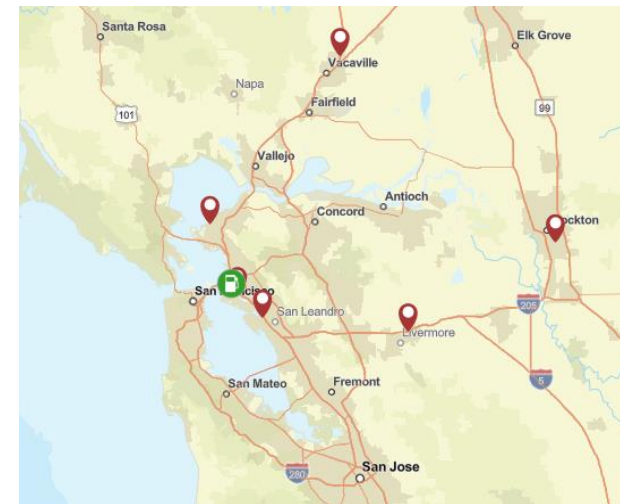 Santa Rosa
Elk Grove
Vacaville
Napa
Fairfield
99
101
Vallejo
Antioch
Concord
ockton
San ncisco
San Leandro
205
Livermore
5
San Mateo
Fremont
San Jose
280